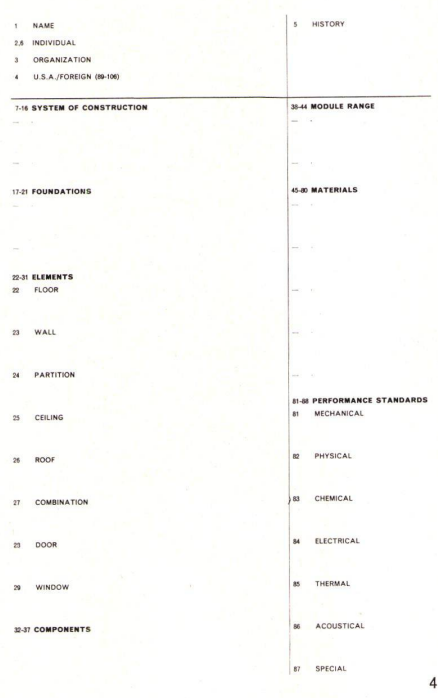 1 NAME
2,6 INDIVIDUAL
3 ORGANIZATION
4 U.S.A./FOREIGN (89-106)
7-16 SYSTEM OF CONSTRUCTION
17-21 FOUNDATIONS
22-31 ELEMENTS
22 FLOOR
23 WALL
24 PARTITION
25 CEILING
26 ROOF
27 COMBINATION
23 DOOR
29 WINDOW
32-37 COMPONENTS
5 HISTORY
38-44 MODULE RANGE
45-80 MATERIALS
81-88 PERFORMANCE STANDARDS
81 MECHANICAL
82 PHYSICAL
83 CHEMICAL
84 ELECTRICAL
85 THERMAL
86 ACOUSTICAL
87 SPECIAL
4